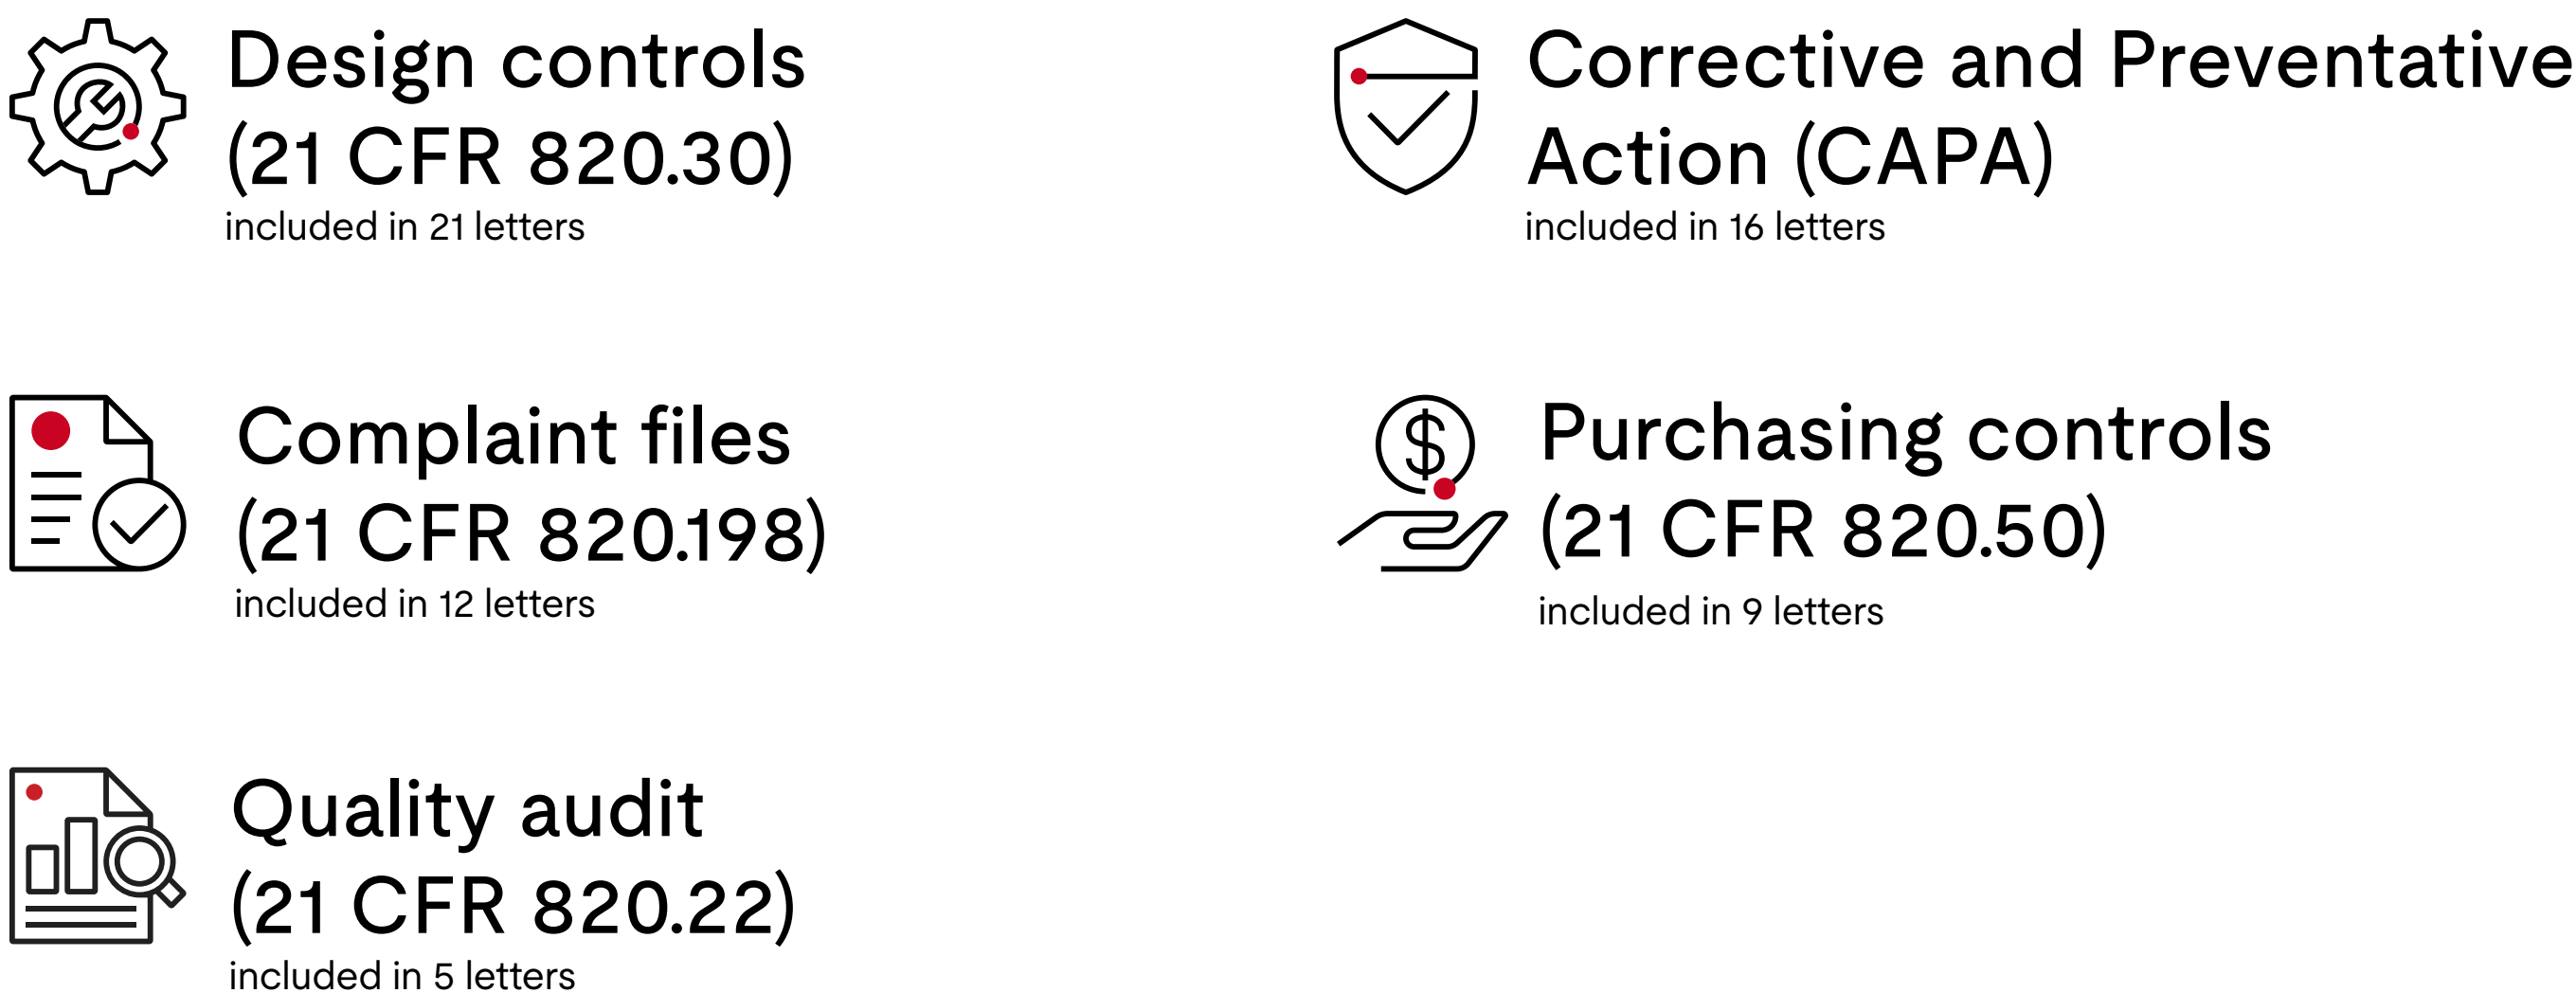 Design controls
(21 CFR 820.30)
included in 21 letters
Corrective and Preventative
Action (CAPA)
included in 16 letters
Complaint files
(21 CFR 820.198)
included in 12 letters
$
Purchasing controls
(21 CFR 820.50)
included in 9 letters
Quality audit
(21 CFR 820.22)
included in 5 letters